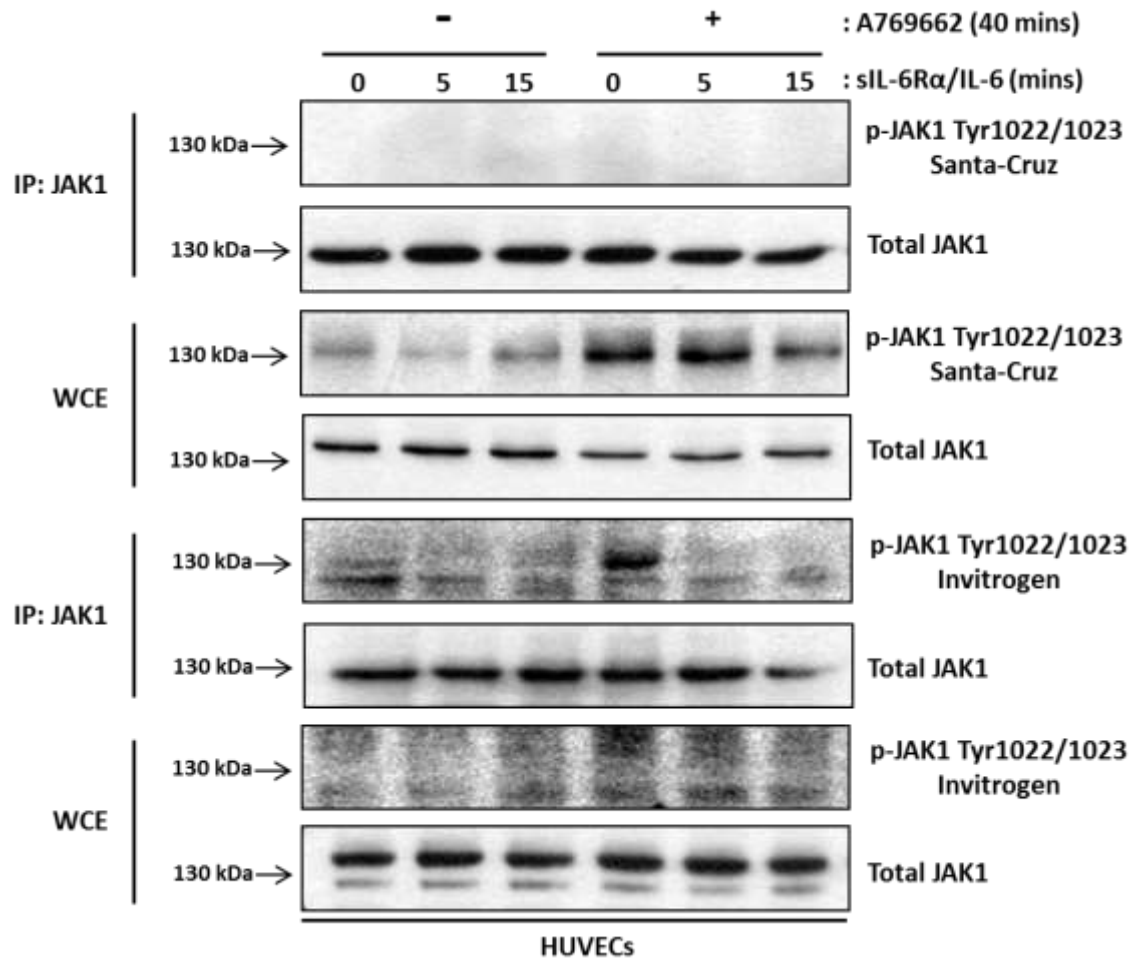 - + : A769662 (40 mins)
0 5 15 0 5 15 : sIL-6Rα/IL-6 (mins)
IP: JAK1
130 kDa→
p-JAK1 Tyr1022/1023
Santa-Cruz
130 kDa→
Total JAK1
WCE
130 kDa→
p-JAK1 Tyr1022/1023
Santa-Cruz
130 kDa→
Total JAK1
IP: JAK1
130 kDa→
p-JAK1 Tyr1022/1023
Invitrogen
130 kDa→
Total JAK1
WCE
130 kDa→
p-JAK1 Tyr1022/1023
Invitrogen
130 kDa→
Total JAK1
HUVECs